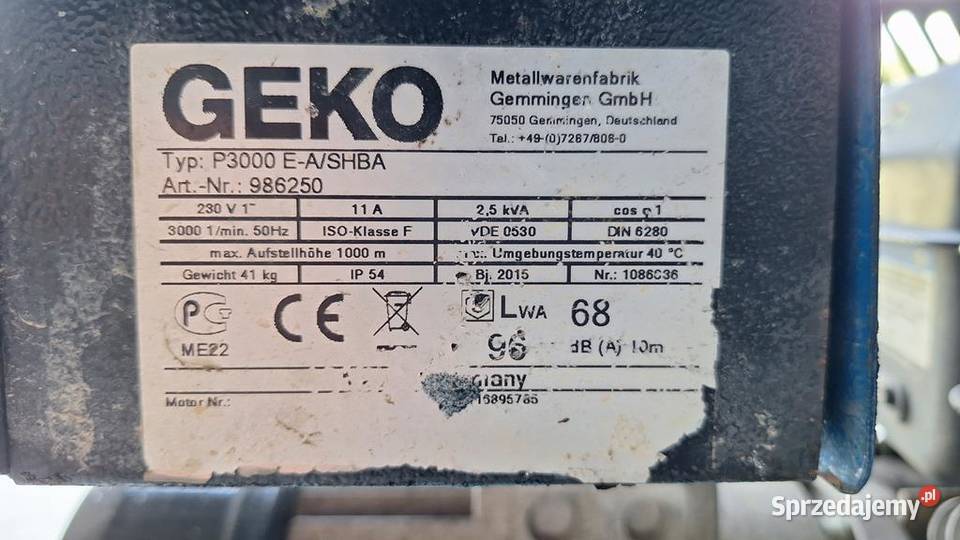 GEKO
Metallwarenfabrik
Gemmingen GmbH
75050 Gemmingen, Deutschland
Tel.: +49-(0)7267/806-0
Typ: P3000 E-A/SHBA
Art.-Nr.: 986250
230 V 1~ 11 A 2,5 kVA cos φ 1
3000 1/min. 50Hz ISO-Klasse F VDE 0530 DIN 6280
max. Aufstellhöhe 1000 m Umgebungstemperatur 40 °C
Gewicht 41 kg IP 54 Bj. 2015 Nr.:
PG CE LWA 68
ME22 96 dB (A) 10m
Motor Nr.:
Sprzedajemy.pl